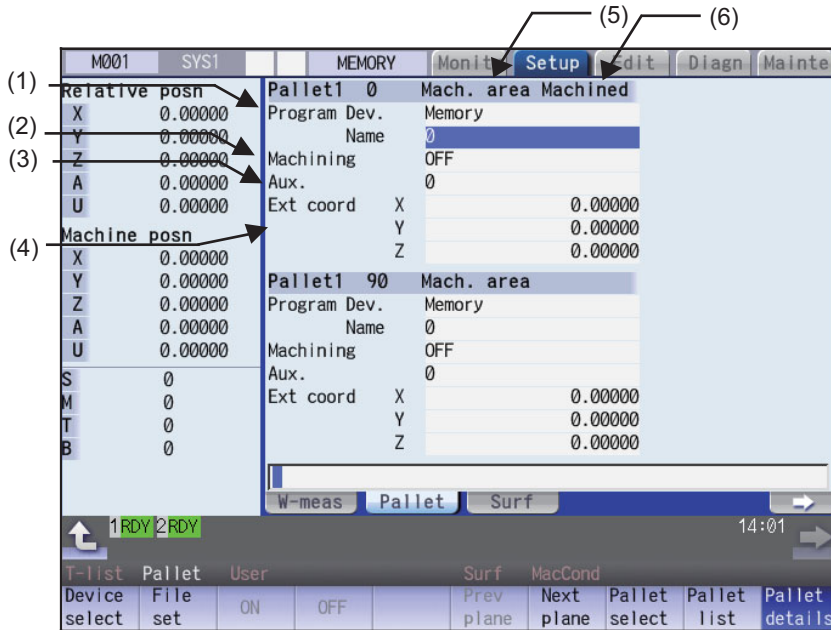 (5) (6)
M001 SYS1 MEMORY Monit Setup Edit Diagn Mainte
(1) Relative posn Pallet1 0 Mach. area Machined
X 0.00000 Program Dev. Memory
(2) Y 0.00000 Name 0
(3) Z 0.00000 Machining OFF
A 0.00000 Aux. 0
U 0.00000 Ext coord X 0.00000
Y 0.00000
(4) Machine posn Z 0.00000
X 0.00000
Y 0.00000 Pallet1 90 Mach. area
Z 0.00000 Program Dev. Memory
A 0.00000 Name 0
U 0.00000 Machining OFF
S 0 Aux. 0
M 0 Ext coord X 0.00000
T 0 Y 0.00000
B 0 Z 0.00000
W-meas Pallet Surf
1 RDY 2 RDY 14:01
T-list Pallet User Surf MacCond
Device select File set ON OFF Prev plane Next plane Pallet select Pallet list Pallet details